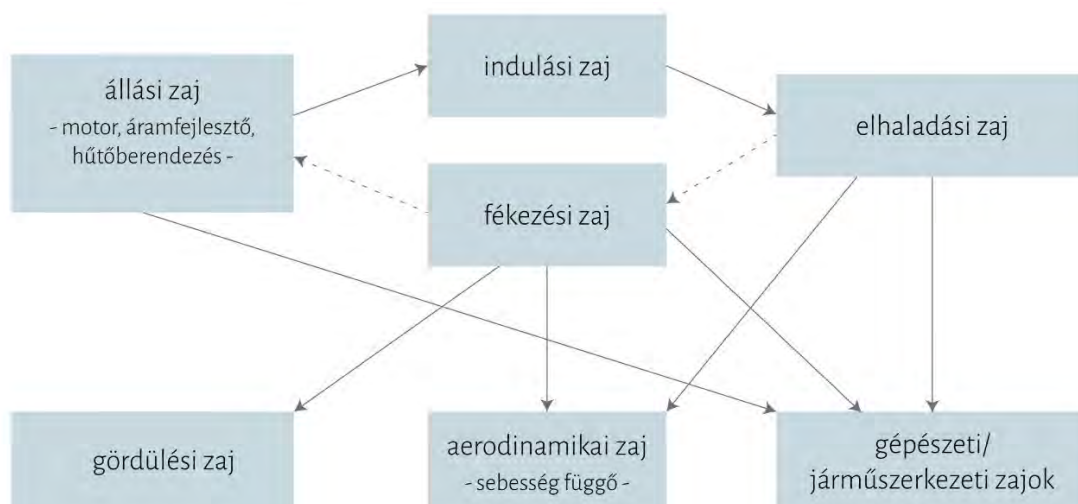 állási zaj
- motor, áramfejlesztő,
hűtőberendezés -
indulási zaj
elhaladási zaj
fékezési zaj
gördülési zaj
aerodinamikai zaj
- sebesség függő -
gépészeti/
járműszerkezeti zajok